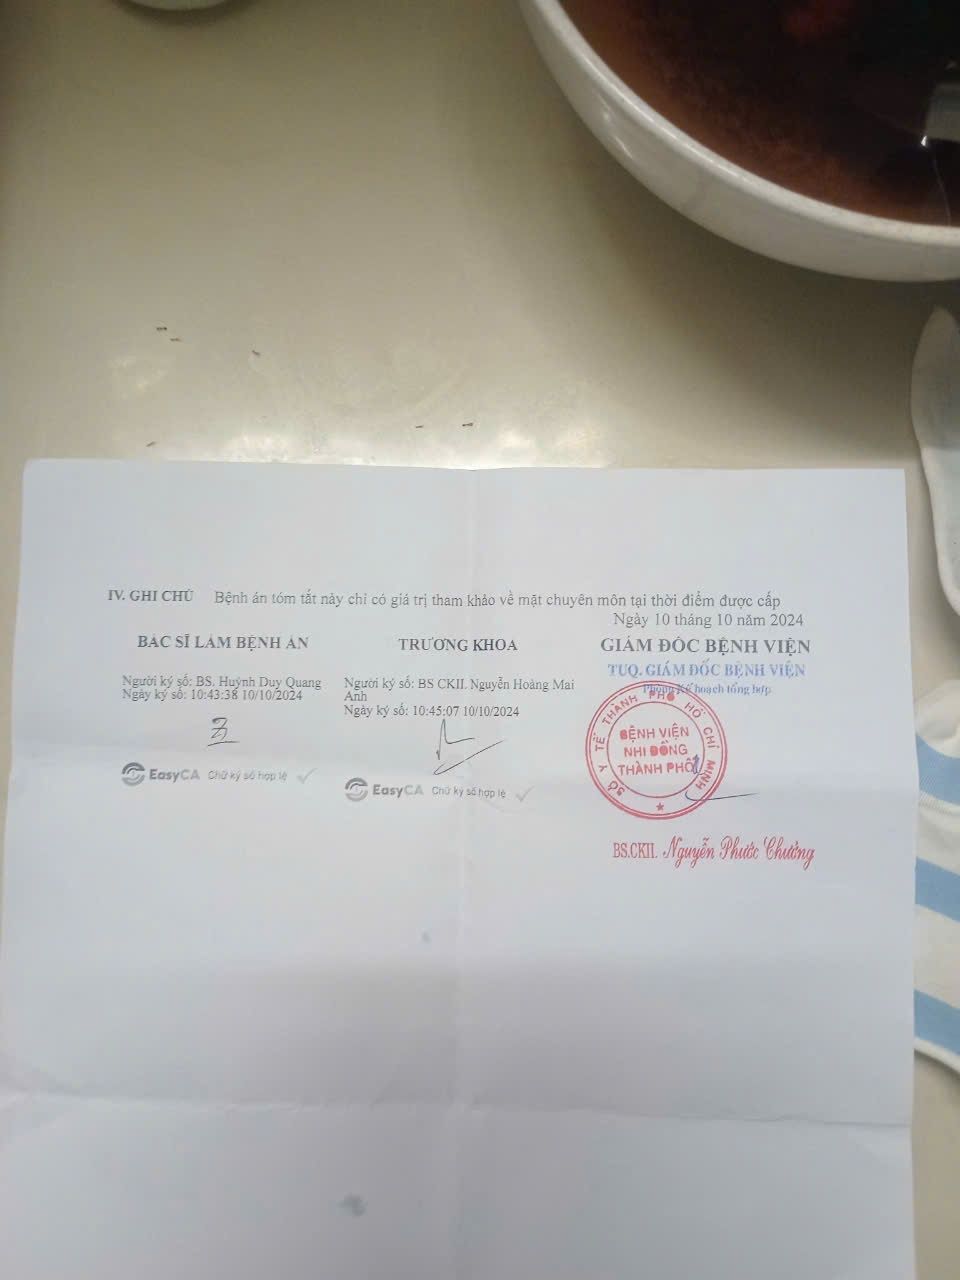 IV. GHI CHÚ Bệnh án tóm tắt này chỉ có giá trị tham khảo về mặt chuyên môn tại thời điểm được cấp
Ngày 10 tháng 10 năm 2024
BÁC SĨ LÀM BỆNH ÁN
Người ký số: BS. Huỳnh Duy Quang
Ngày ký số: 10:43:38 10/10/2024
EasyCA Chữ ký số hợp lệ
TRƯỞNG KHOA
Người ký số: BS CKII. Nguyễn Hoàng Mai
Anh
Ngày ký số: 10:45:07 10/10/2024
EasyCA Chữ ký số hợp lệ
GIÁM ĐỐC BỆNH VIỆN
TUQ. GIÁM ĐỐC BỆNH VIỆN
Phòng Kế hoạch tổng hợp
SỞ Y TẾ THÀNH PHỐ HỒ CHÍ MINH
BỆNH VIỆN
NHI ĐỒNG
THÀNH PHỐ
BS.CKII. Nguyễn Phước Chưởng